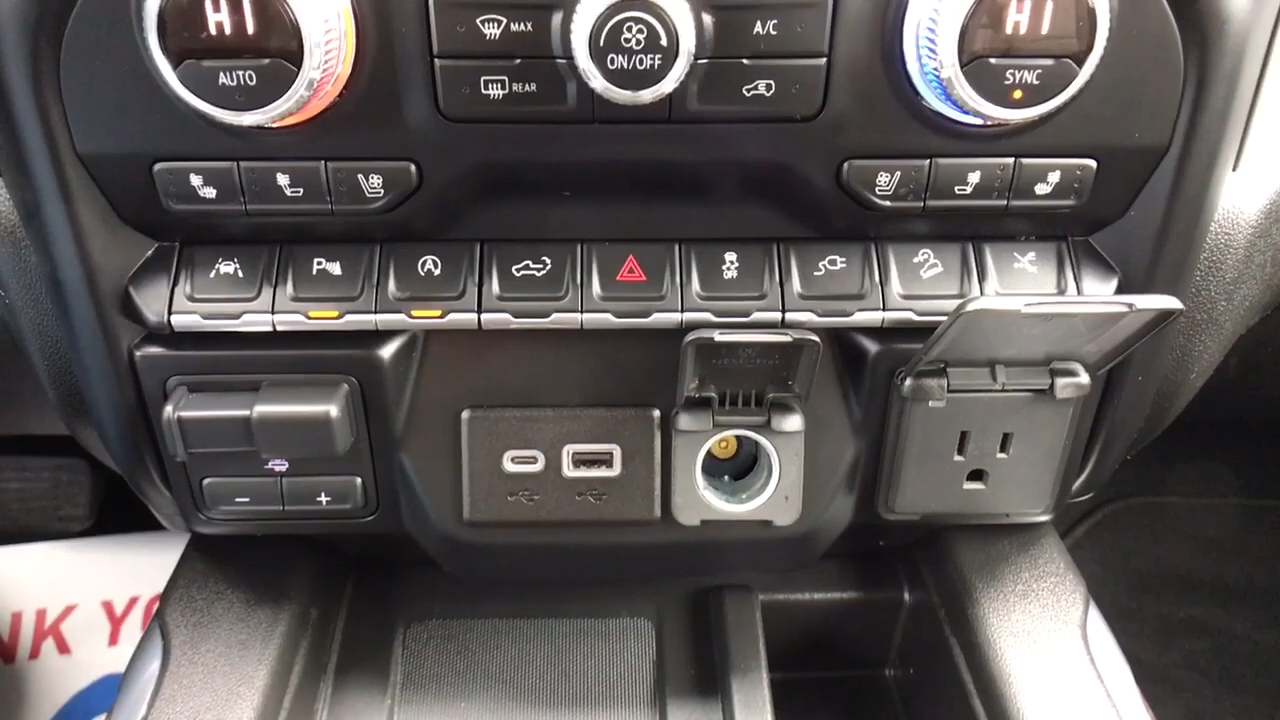 HI
MAX
ON/OFF
A/C
HI
AUTO
REAR
SYNC
P
A
OFF
-
+
NK YO